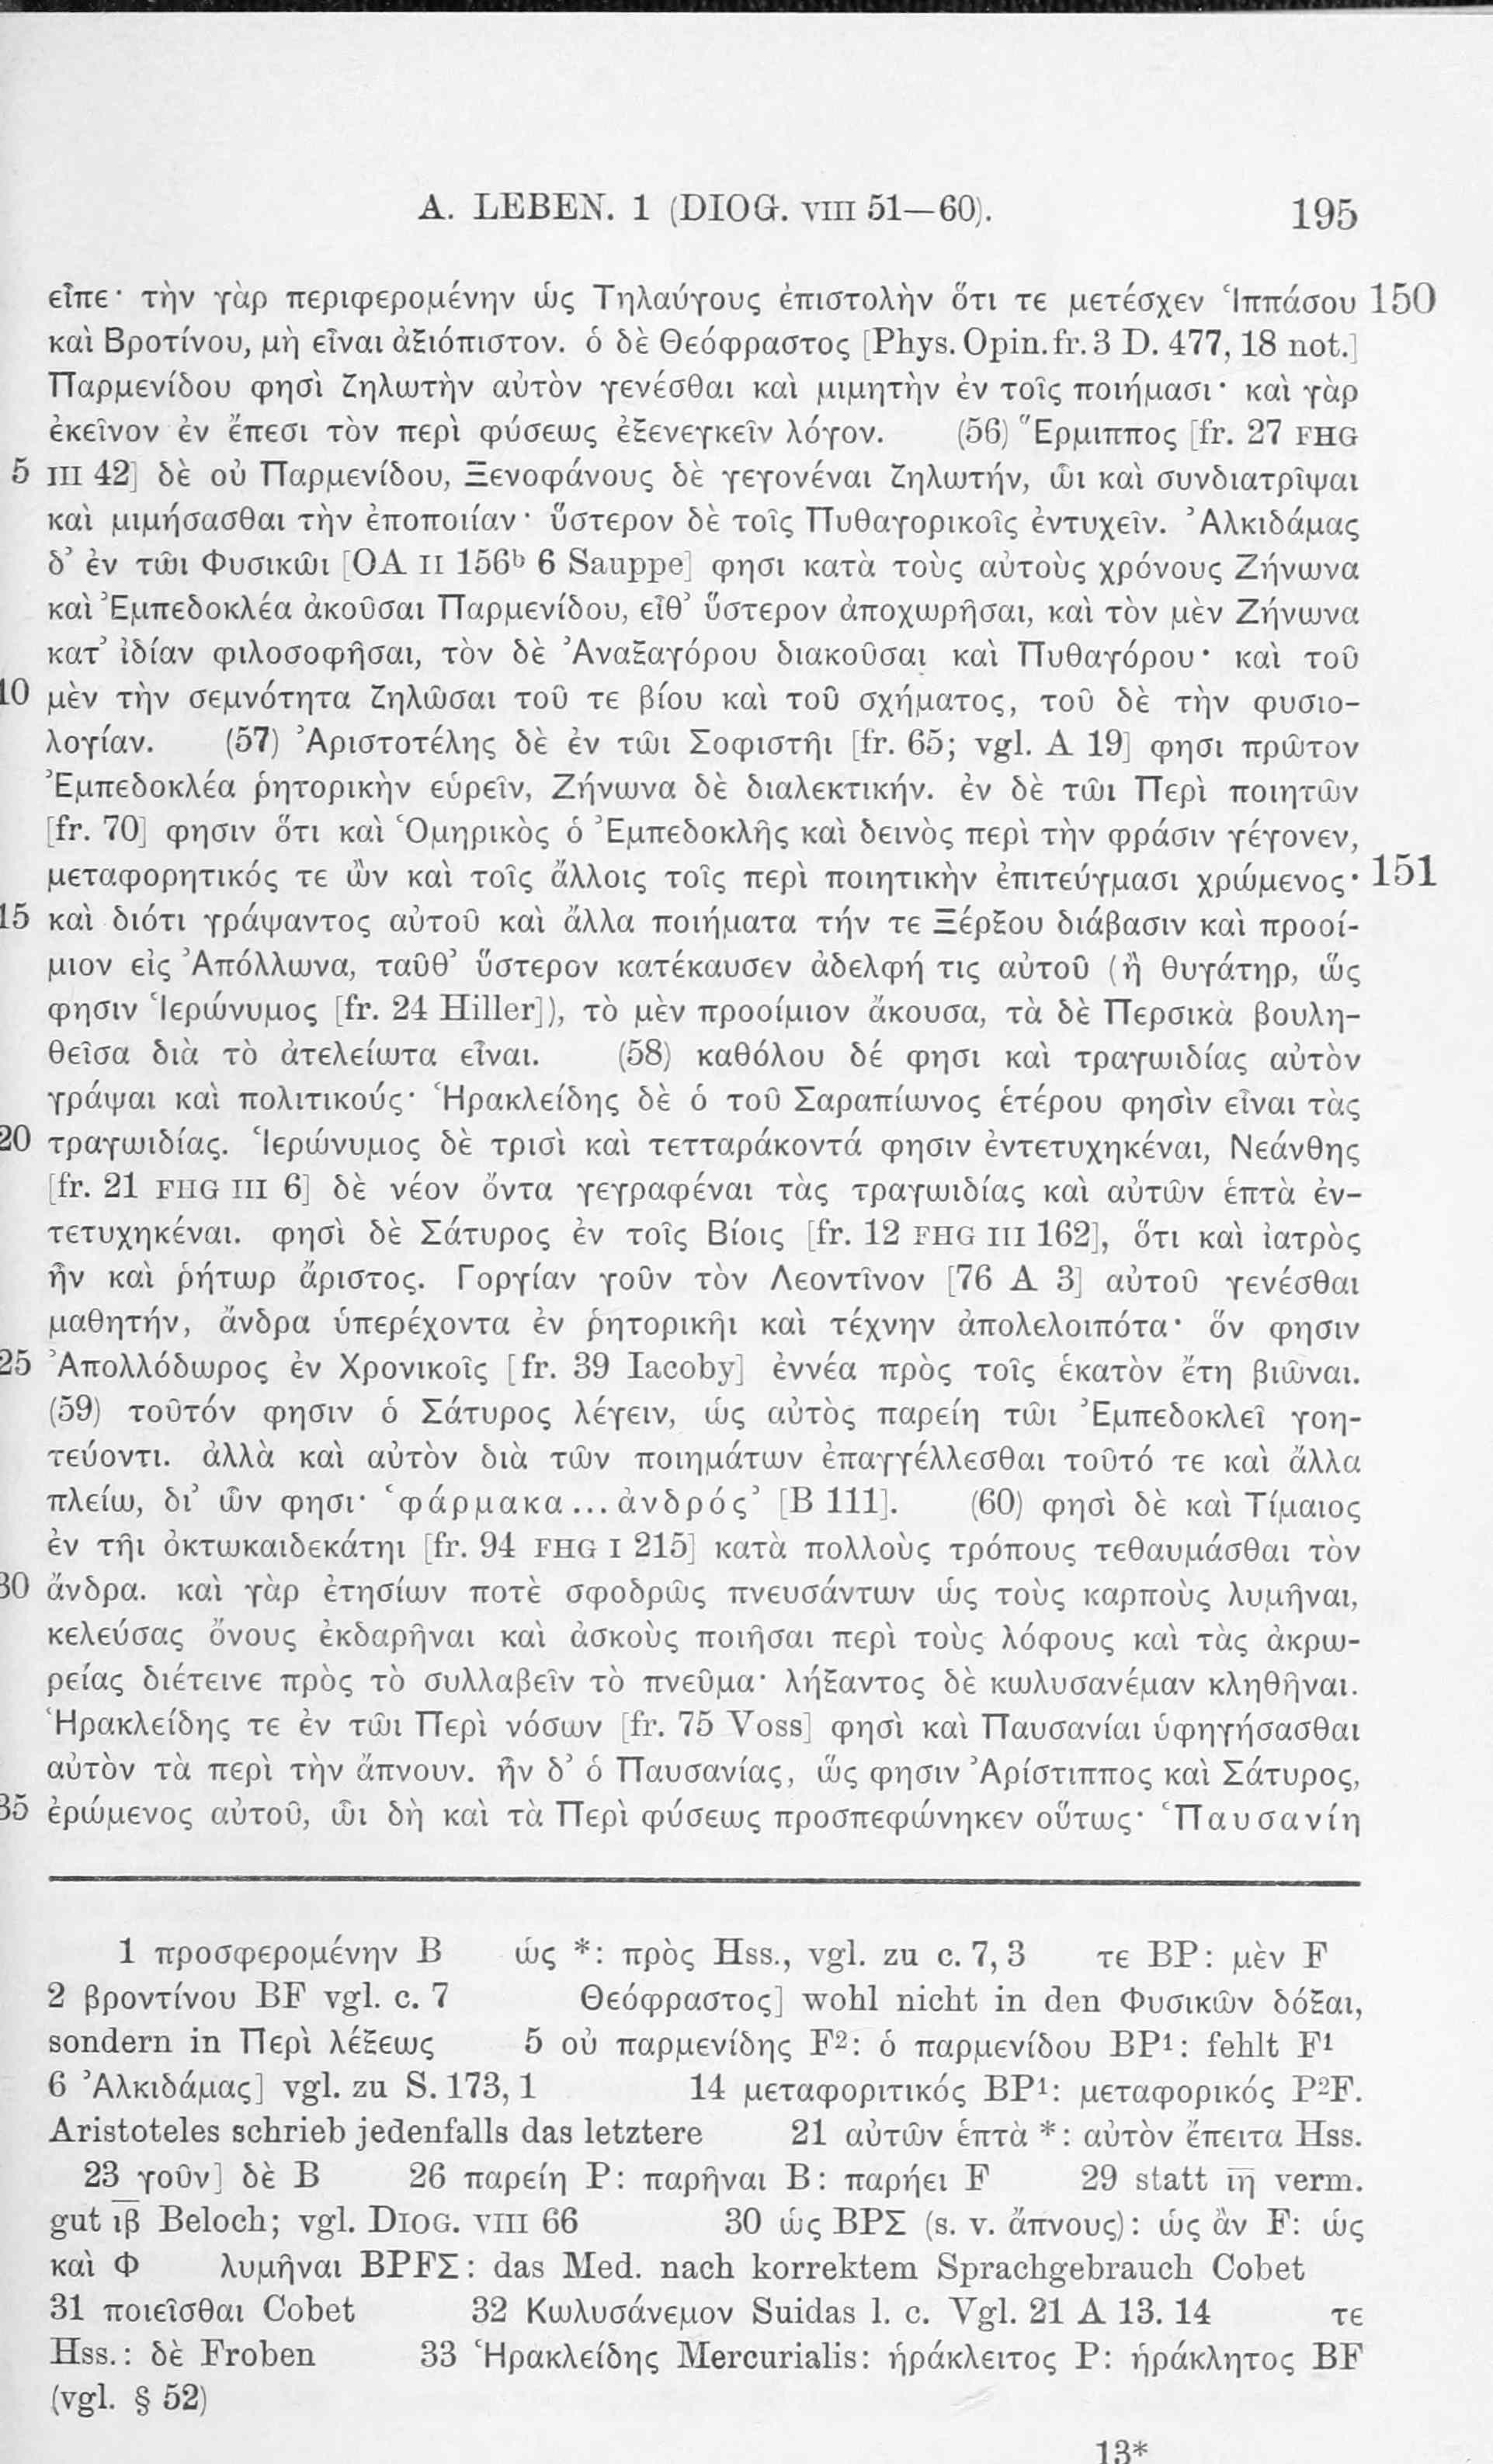 A. LEBEN. 1 (DIOG. VIII 51—60). 195
εἶπε· τὴν γὰρ περιφερομένην ὡς Τηλαύγους ἐπιστολὴν ὅτι τε μετέσχεν Ἱππάσου 150
καὶ Βροτίνου, μὴ εἶναι ἀξιόπιστον. ὁ δὲ Θεόφραστος [Phys. Opin. fr. 3 D. 477, 18 not.]
Παρμενίδου φησὶ ζηλωτὴν αὐτὸν γενέσθαι καὶ μιμητὴν ἐν τοῖς ποιήμασι· καὶ γὰρ
ἐκεῖνον ἐν ἔπεσι τὸν περὶ φύσεως ἐξενεγκεῖν λόγον. (56) Ἕρμιππος [fr. 27 FHG
5 III 42] δὲ οὐ Παρμενίδου, Ξενοφάνους δὲ γεγονέναι ζηλωτήν, ὧι καὶ συνδιατρῖψαι
καὶ μιμήσασθαι τὴν ἐποποιίαν· ὕστερον δὲ τοῖς Πυθαγορικοῖς ἐντυχεῖν. Ἀλκιδάμας
δ’ ἐν τῶι Φυσικῶι [OA II 156ᵇ 6 Sauppe] φησι κατὰ τοὺς αὐτοὺς χρόνους Ζήνωνα
καὶ Ἐμπεδοκλέα ἀκοῦσαι Παρμενίδου, εἶθ’ ὕστερον ἀποχωρῆσαι, καὶ τὸν μὲν Ζήνωνα
κατ’ ἰδίαν φιλοσοφῆσαι, τὸν δὲ Ἀναξαγόρου διακοῦσαι καὶ Πυθαγόρου· καὶ τοῦ
10 μὲν τὴν σεμνότητα ζηλῶσαι τοῦ τε βίου καὶ τοῦ σχήματος, τοῦ δὲ τὴν φυσιο-
λογίαν. (57) Ἀριστοτέλης δὲ ἐν τῶι Σοφιστῆι [fr. 65; vgl. A 19] φησι πρῶτον
Ἐμπεδοκλέα ῥητορικὴν εὑρεῖν, Ζήνωνα δὲ διαλεκτικήν. ἐν δὲ τῶι Περὶ ποιητῶν
[fr. 70] φησιν ὅτι καὶ Ὁμηρικὸς ὁ Ἐμπεδοκλῆς καὶ δεινὸς περὶ τὴν φράσιν γέγονεν,
μεταφορητικός τε ὢν καὶ τοῖς ἄλλοις τοῖς περὶ ποιητικὴν ἐπιτεύγμασι χρώμενος· 151
15 καὶ διότι γράψαντος αὐτοῦ καὶ ἄλλα ποιήματα τήν τε Ξέρξου διάβασιν καὶ προοί-
μιον εἰς Ἀπόλλωνα, ταῦθ’ ὕστερον κατέκαυσεν ἀδελφή τις αὐτοῦ (ἢ θυγάτηρ, ὥς
φησιν Ἱερώνυμος [fr. 24 Hiller]), τὸ μὲν προοίμιον ἄκουσα, τὰ δὲ Περσικὰ βουλη-
θεῖσα διὰ τὸ ἀτελείωτα εἶναι. (58) καθόλου δέ φησι καὶ τραγωιδίας αὐτὸν
γράψαι καὶ πολιτικούς· Ἡρακλείδης δὲ ὁ τοῦ Σαραπίωνος ἑτέρου φησὶν εἶναι τὰς
20 τραγωιδίας. Ἱερώνυμος δὲ τρισὶ καὶ τετταράκοντά φησιν ἐντετυχηκέναι, Νεάνθης
[fr. 21 FHG III 6] δὲ νέον ὄντα γεγραφέναι τὰς τραγωιδίας καὶ αὐτῶν ἑπτὰ ἐν-
τετυχηκέναι. φησὶ δὲ Σάτυρος ἐν τοῖς Βίοις [fr. 12 FHG III 162], ὅτι καὶ ἰατρὸς
ἦν καὶ ῥήτωρ ἄριστος. Γοργίαν γοῦν τὸν Λεοντῖνον [76 A 3] αὐτοῦ γενέσθαι
μαθητήν, ἄνδρα ὑπερέχοντα ἐν ῥητορικῆι καὶ τέχνην ἀπολελοιπότα· ὅν φησιν
25 Ἀπολλόδωρος ἐν Χρονικοῖς [fr. 39 Iacoby] ἐννέα πρὸς τοῖς ἑκατὸν ἔτη βιῶναι.
(59) τοῦτόν φησιν ὁ Σάτυρος λέγειν, ὡς αὐτὸς παρείη τῶι Ἐμπεδοκλεῖ γοη-
τεύοντι. ἀλλὰ καὶ αὐτὸν διὰ τῶν ποιημάτων ἐπαγγέλλεσθαι τοῦτό τε καὶ ἄλλα
πλείω, δι’ ὧν φησι· ‘φάρμακα...ἀνδρός’ [B 111]. (60) φησὶ δὲ καὶ Τίμαιος
ἐν τῆι ὀκτωκαιδεκάτηι [fr. 94 FHG I 215] κατὰ πολλοὺς τρόπους τεθαυμάσθαι τὸν
30 ἄνδρα. καὶ γὰρ ἐτησίων ποτὲ σφοδρῶς πνευσάντων ὡς τοὺς καρποὺς λυμῆναι,
κελεύσας ὄνους ἐκδαρῆναι καὶ ἀσκοὺς ποιῆσαι περὶ τοὺς λόφους καὶ τὰς ἀκρω-
ρείας διέτεινε πρὸς τὸ συλλαβεῖν τὸ πνεῦμα· λήξαντος δὲ κωλυσανέμαν κληθῆναι.
Ἡρακλείδης τε ἐν τῶι Περὶ νόσων [fr. 75 Voss] φησὶ καὶ Παυσανίαι ὑφηγήσασθαι
αὐτὸν τὰ περὶ τὴν ἄπνουν. ἦν δ’ ὁ Παυσανίας, ὥς φησιν Ἀρίστιππος καὶ Σάτυρος,
35 ἐρώμενος αὐτοῦ, ὧι δὴ καὶ τὰ Περὶ φύσεως προσπεφώνηκεν οὕτως· ‘Παυσανίη
1 προσφερομένην B ὡς *: πρὸς Hss., vgl. zu c. 7, 3 τε BP: μὲν F
2 βροντίνου BF vgl. c. 7 Θεόφραστος] wohl nicht in den Φυσικῶν δόξαι,
sondern in Περὶ λέξεως 5 οὐ παρμενίδης F²: ὁ παρμενίδου BP¹: fehlt F¹
6 Ἀλκιδάμας] vgl. zu S. 173, 1 14 μεταφοριτικός BP¹: μεταφορικός P²F.
Aristoteles schrieb jedenfalls das letztere 21 αὐτῶν ἑπτὰ *: αὐτὸν ἔπειτα Hss.
23 γοῦν] δὲ B 26 παρείη P: παρῆναι B: παρήει F 29 statt ι̅η̅ verm.
gut ι̅β̅ Beloch; vgl. DIOG. VIII 66 30 ὡς BPΣ (s. v. ἄπνους): ὡς ἂν F: ὡς
καὶ Φ λυμῆναι BPFΣ: das Med. nach korrektem Sprachgebrauch Cobet
31 ποιεῖσθαι Cobet 32 Κωλυσάνεμον Suidas l. c. Vgl. 21 A 13. 14 τε
Hss.: δὲ Froben 33 Ἡρακλείδης Mercurialis: ἡράκλειτος P: ἡράκλητος BF
(vgl. § 52)
13*